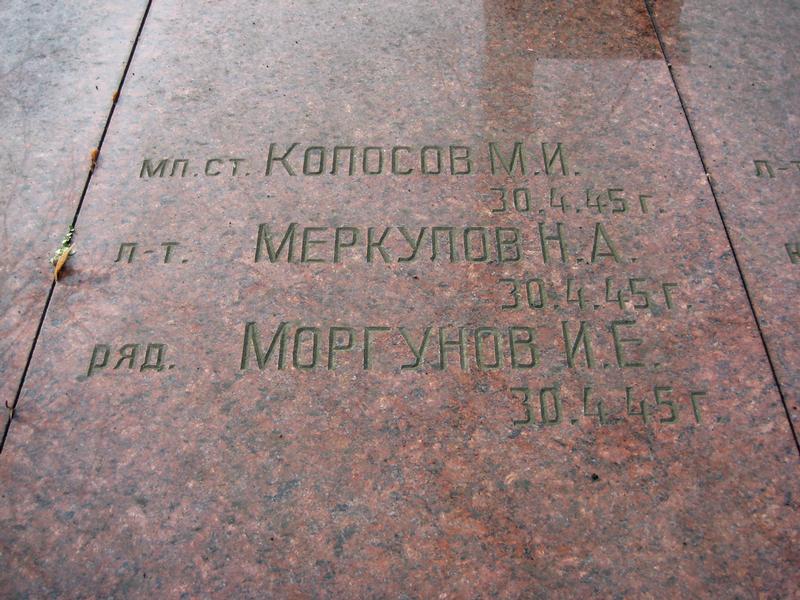 мл.ст. Колосов М.И.
30.4.45 г.
л-т. Меркулов Н.А.
30.4.45 г.
ряд. Моргунов И.Е.
30.4.45 г.